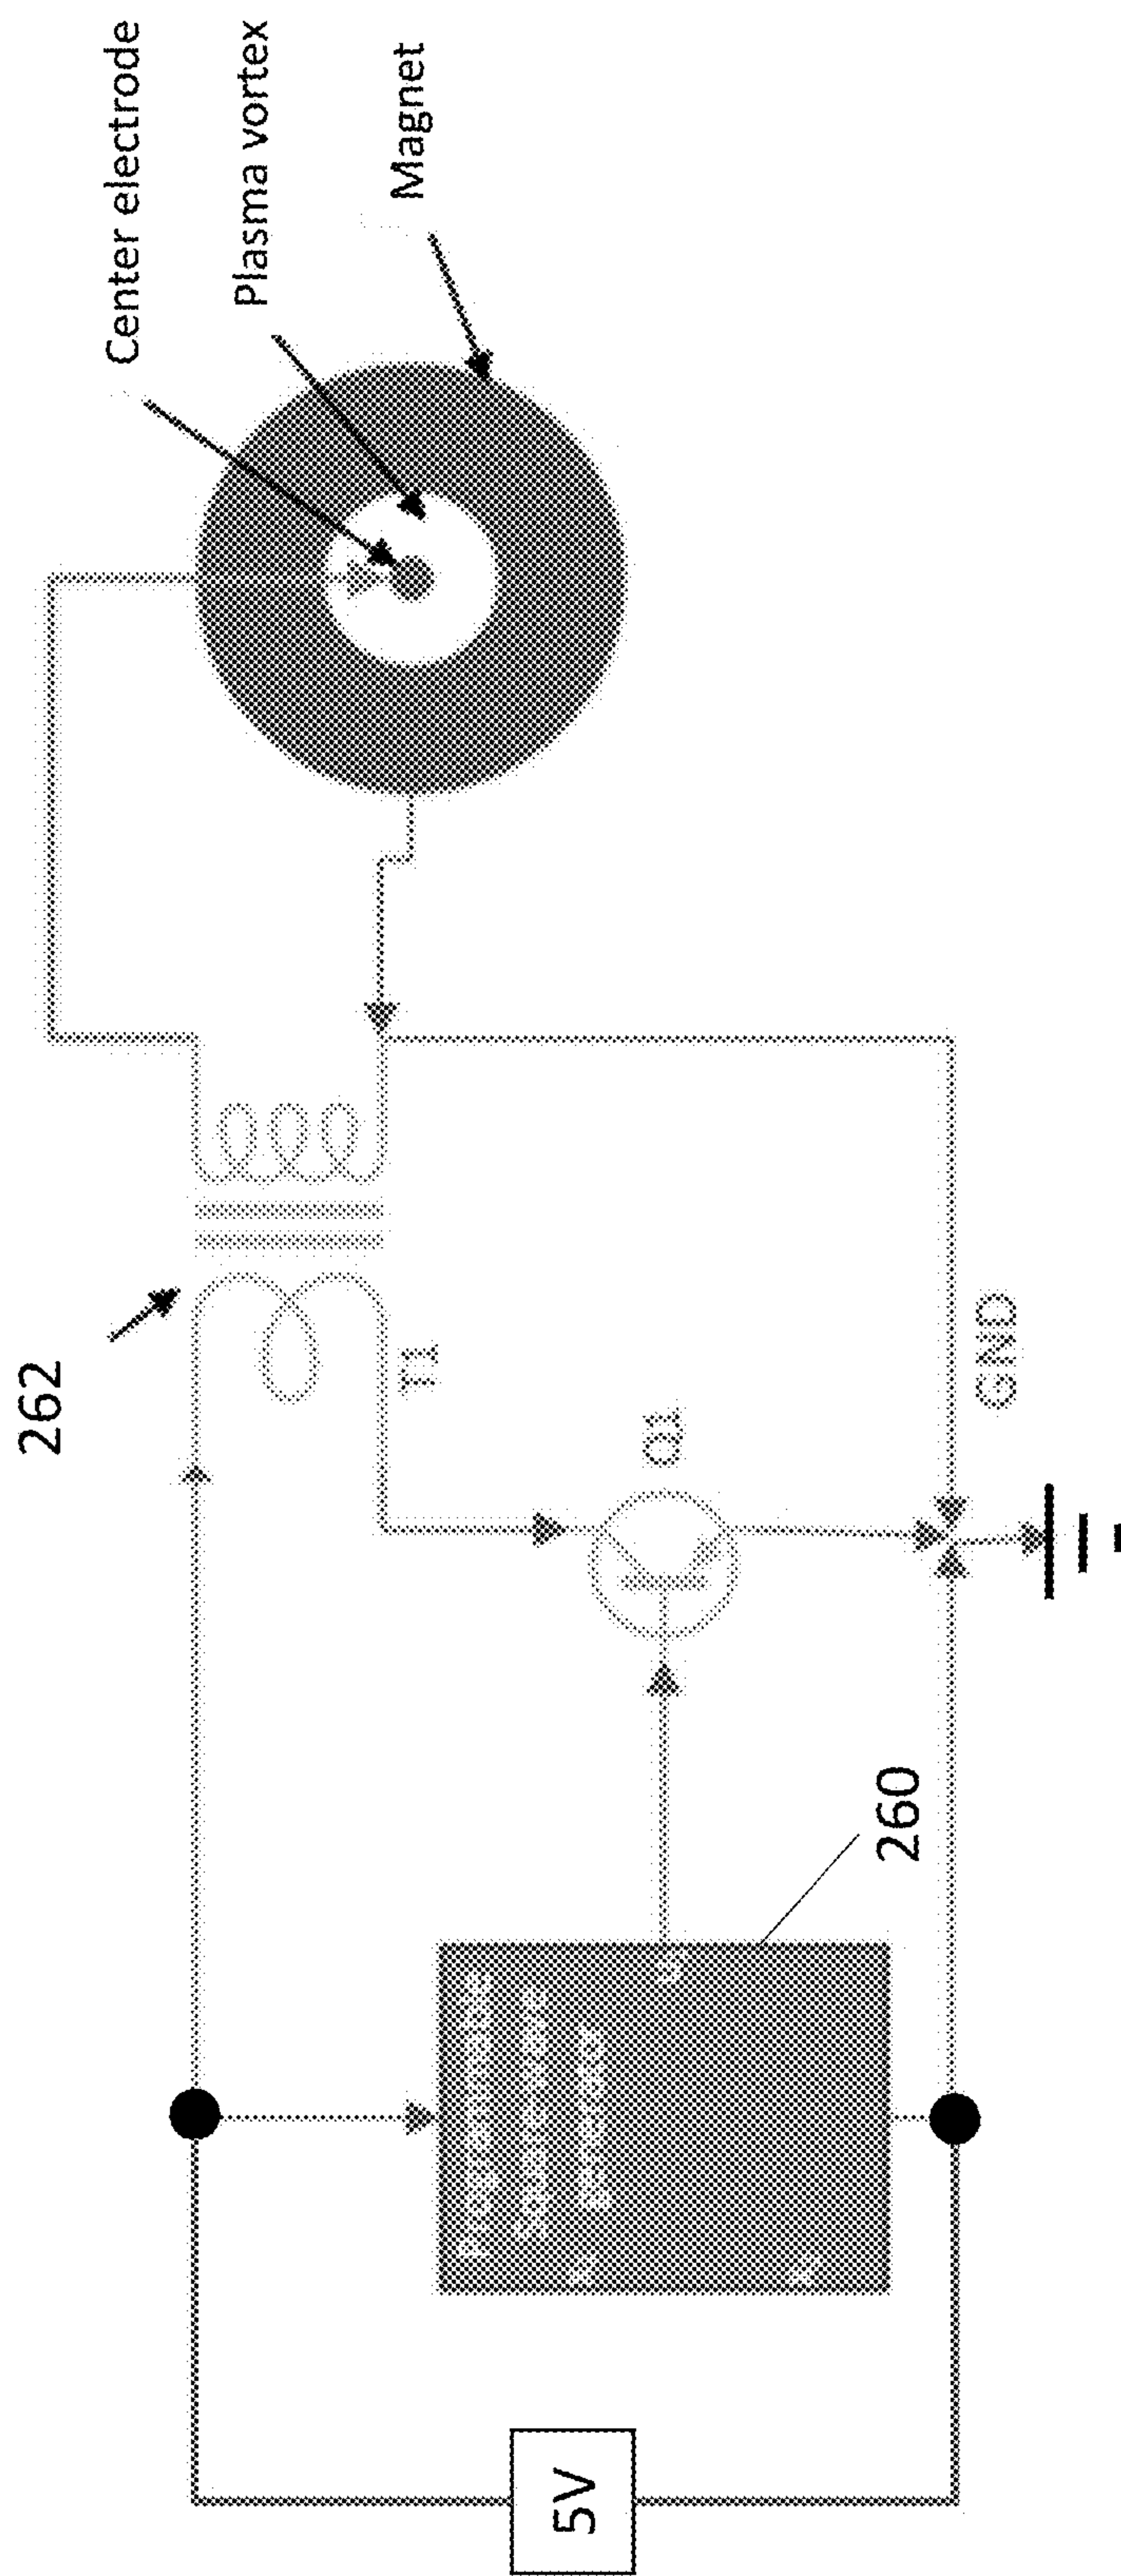 Center electrode
Plasma vortex
Magnet
262
T1
Q1
GND
260
5V